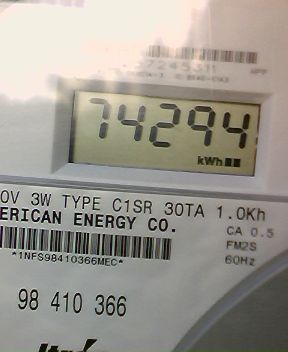 74294
kWh
0V 3W TYPE C1SR 30TA 1.0Kh
ERICAN ENERGY CO.
CA 0.5
FM2S
*1NFS98410366MEC*
60Hz
98 410 366